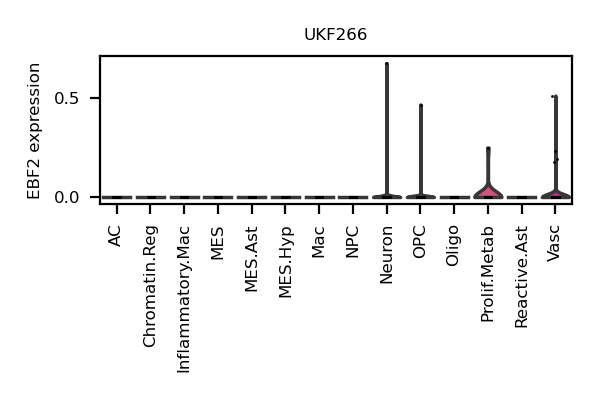 UKF266
EBF2 expression
0.5
0.0
AC
Chromatin.Reg
Inflammatory.Mac
MES
MES.Ast
MES.Hyp
Mac
NPC
Neuron
OPC
Oligo
Prolif.Metab
Reactive.Ast
Vasc